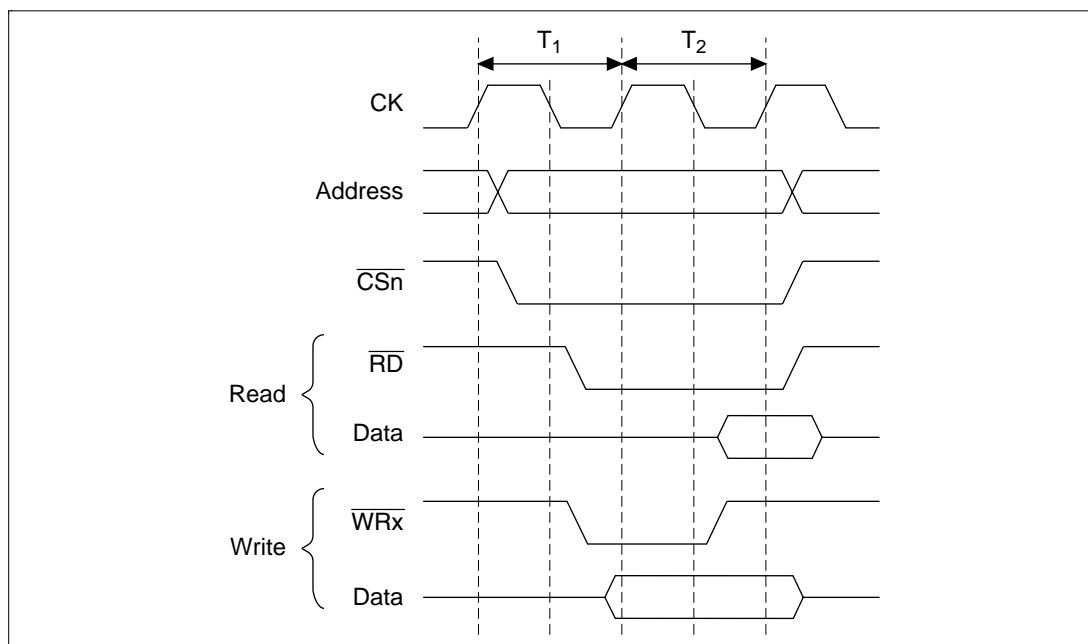 T1 T2
CK
Address
CSn
RD
Read
Data
WRx
Write
Data